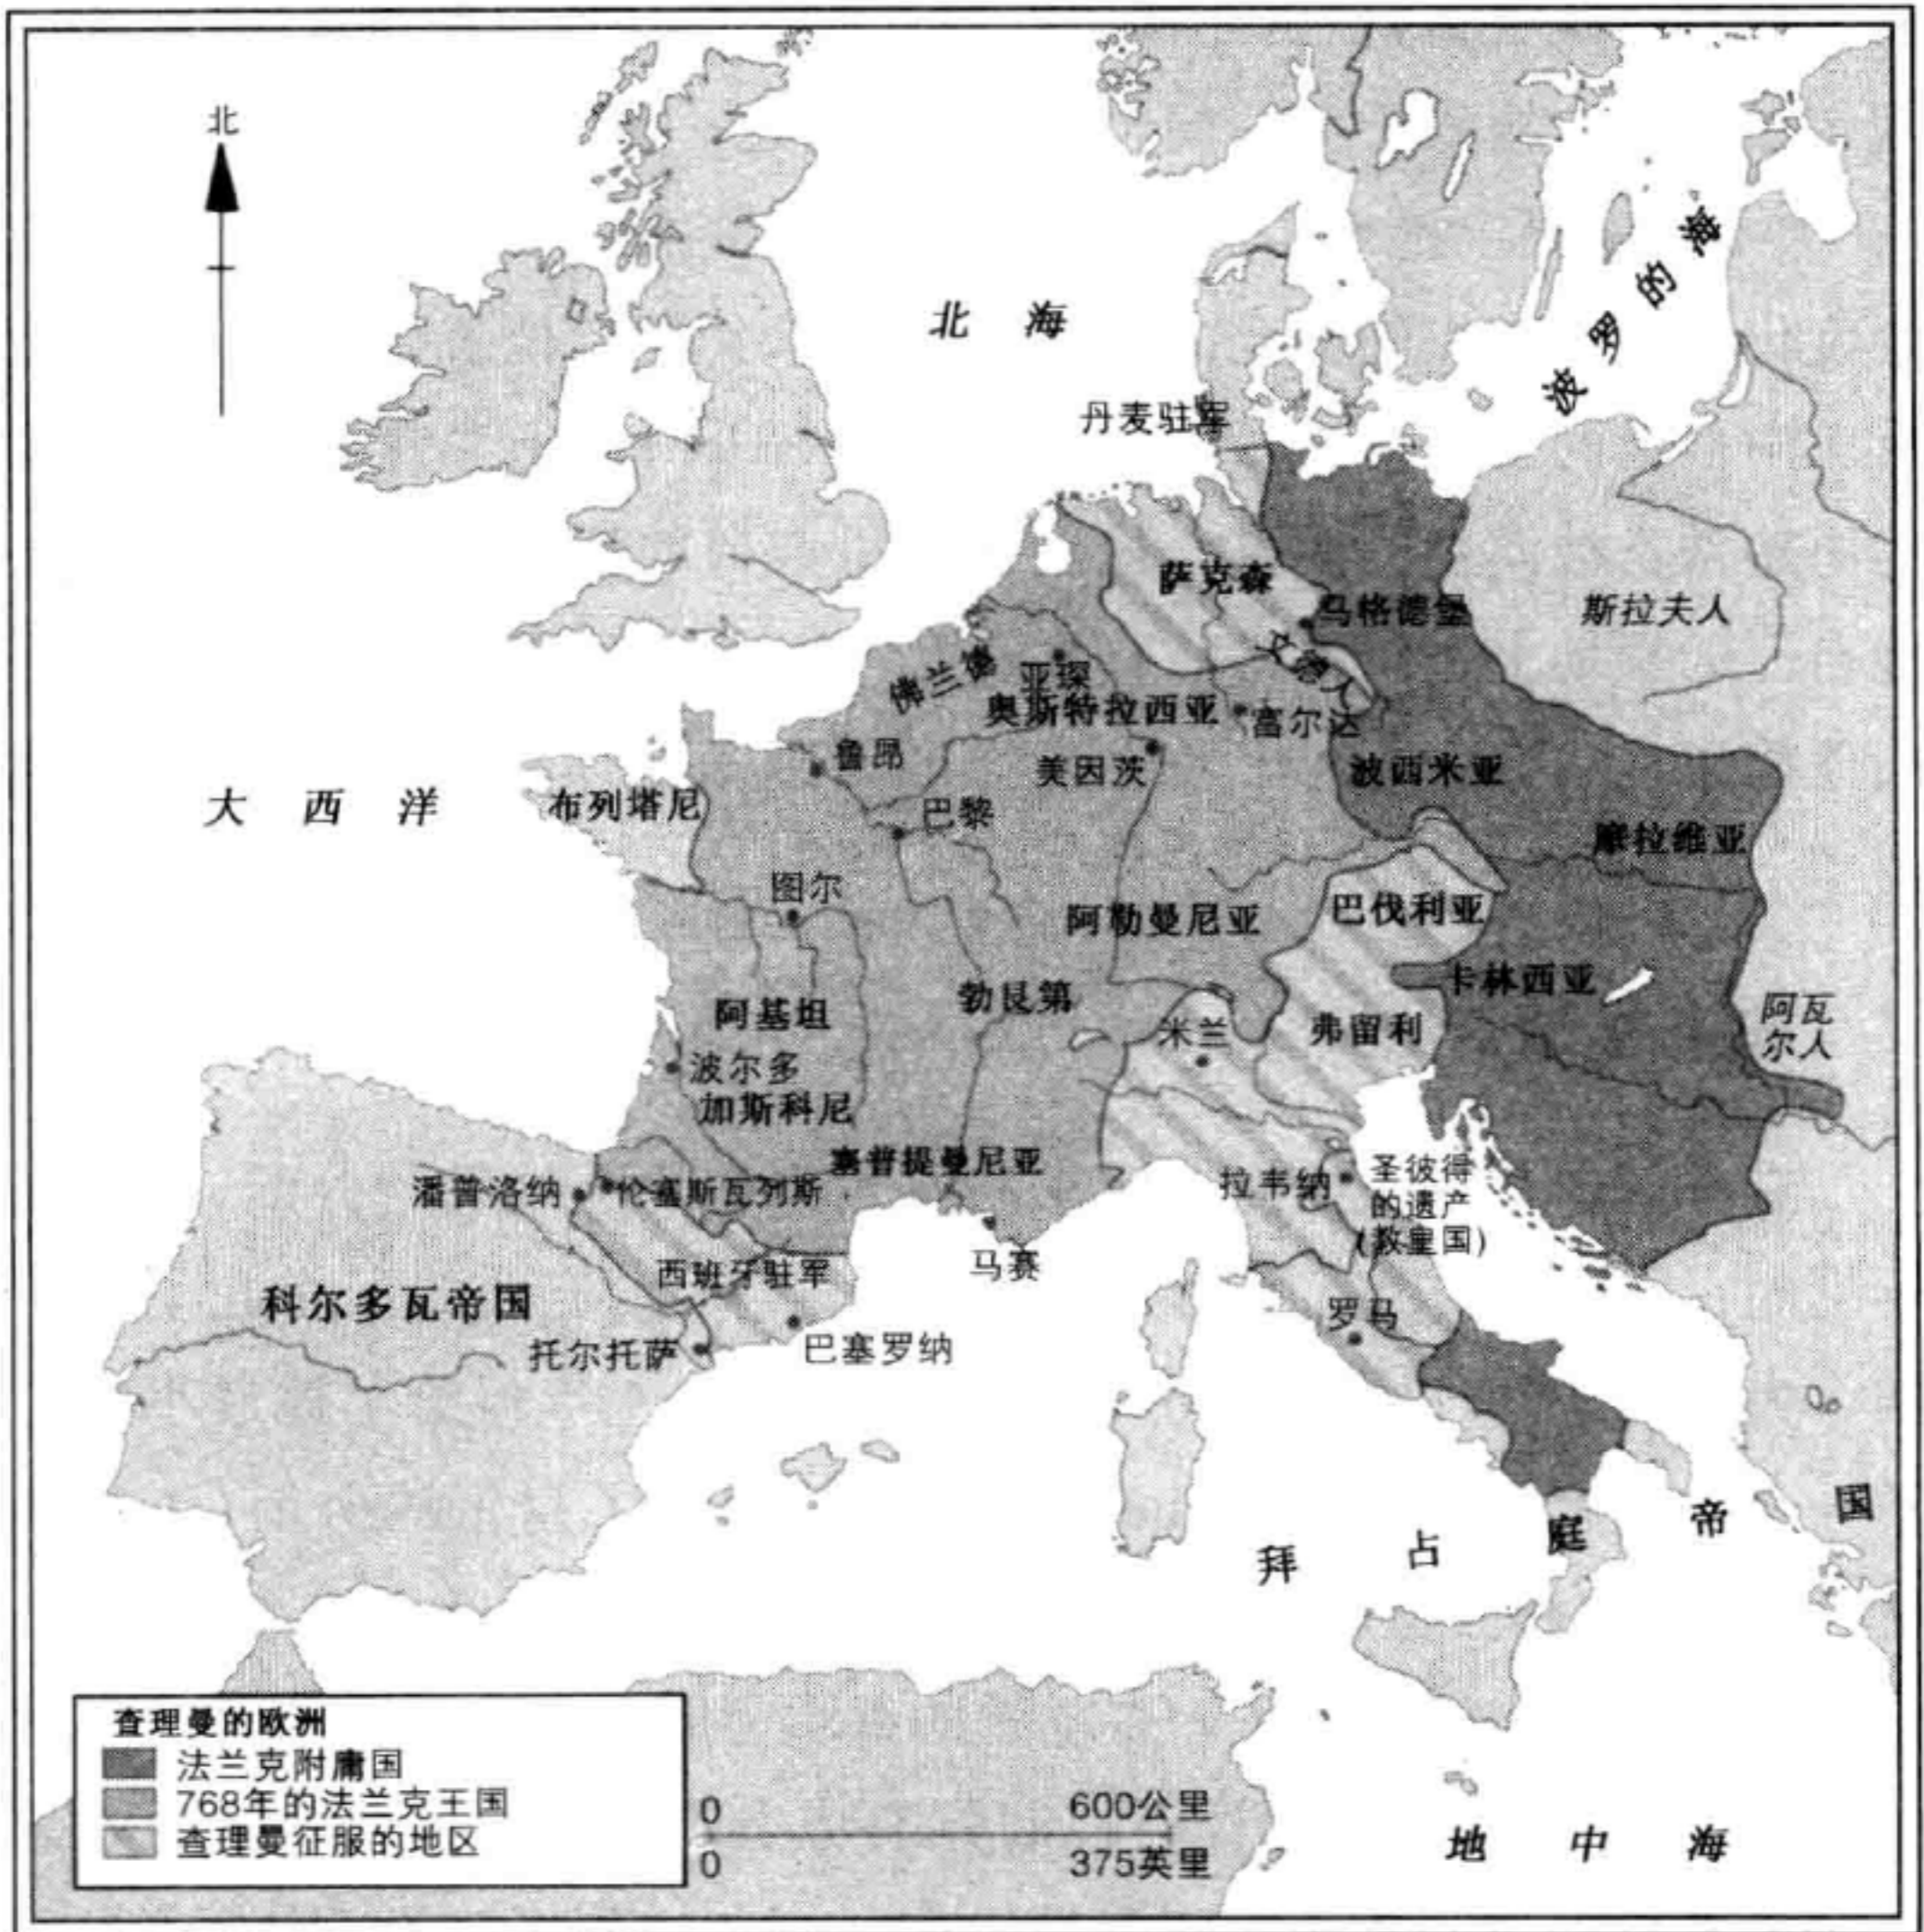 北
北海
波罗的海
丹麦驻军
萨克森
马格德堡
斯拉夫人
文德人
佛兰德
亚琛
奥斯特拉西亚
富尔达
鲁昂
美因茨
波西米亚
大西洋
布列塔尼
巴黎
摩拉维亚
图尔
阿勒曼尼亚
巴伐利亚
卡林西亚
阿基坦
勃艮第
米兰
弗留利
阿瓦
尔人
波尔多
加斯科尼
塞普提曼尼亚
潘普洛纳
伦塞斯瓦列斯
拉韦纳
圣彼得
的遗产
(教皇国)
马赛
西班牙驻军
科尔多瓦帝国
罗马
托尔托萨
巴塞罗纳
拜占庭帝国
查理曼的欧洲
法兰克附庸国
768年的法兰克王国
查理曼征服的地区
0 600公里
0 375英里
地中海